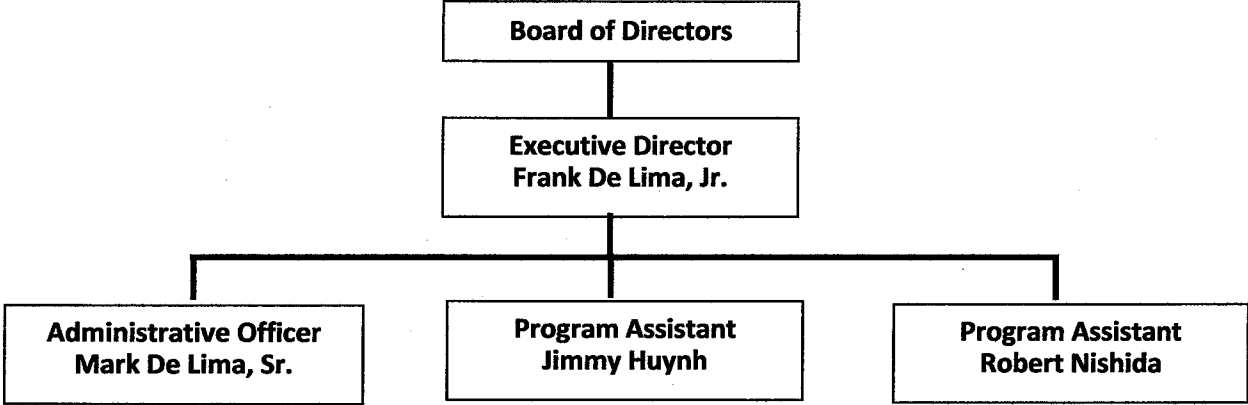 Board of Directors
Executive Director
Frank De Lima, Jr.
Administrative Officer
Mark De Lima, Sr.
Program Assistant
Jimmy Huynh
Program Assistant
Robert Nishida